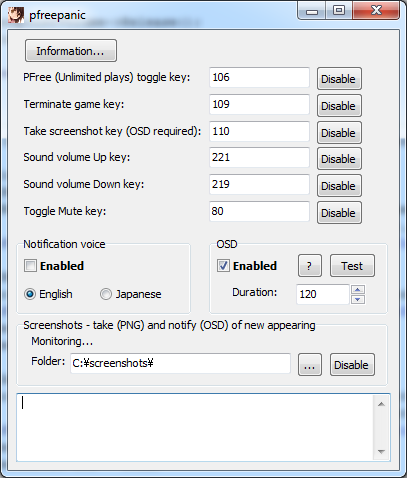 pfreepanic
Information...
PFree (Unlimited plays) toggle key: 106 Disable
Terminate game key: 109 Disable
Take screenshot key (OSD required): 110 Disable
Sound volume Up key: 221 Disable
Sound volume Down key: 219 Disable
Toggle Mute key: 80 Disable
Notification voice
Enabled
English Japanese
OSD
Enabled ? Test
Duration: 120
Screenshots - take (PNG) and notify (OSD) of new appearing
Monitoring...
Folder: C:¥screenshots¥ ... Disable